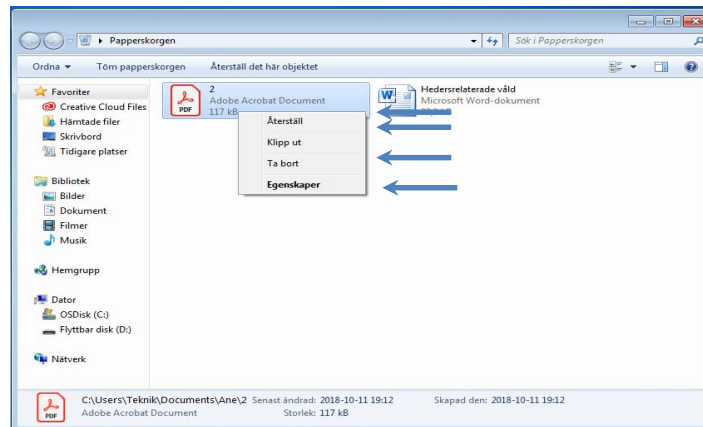 Papperskorgen
Sök i Papperskorgen
Ordna
Töm papperskorgen
Återställ det här objektet
Favoriter
Creative Cloud Files
Hämtade filer
Skrivbord
Tidigare platser
Bibliotek
Bilder
Dokument
Filmer
Musik
Hemgrupp
Dator
OSDisk (C:)
Flyttbar disk (D:)
Nätverk
2
Adobe Acrobat Document
117 kB
PDF
Hedersrelaterade våld
Microsoft Word-dokument
Återställ
Klipp ut
Ta bort
Egenskaper
C:\Users\Teknik\Documents\Ane\2 Senast ändrad: 2018-10-11 19:12 Skapad den: 2018-10-11 19:12
Adobe Acrobat Document Storlek: 117 kB
PDF